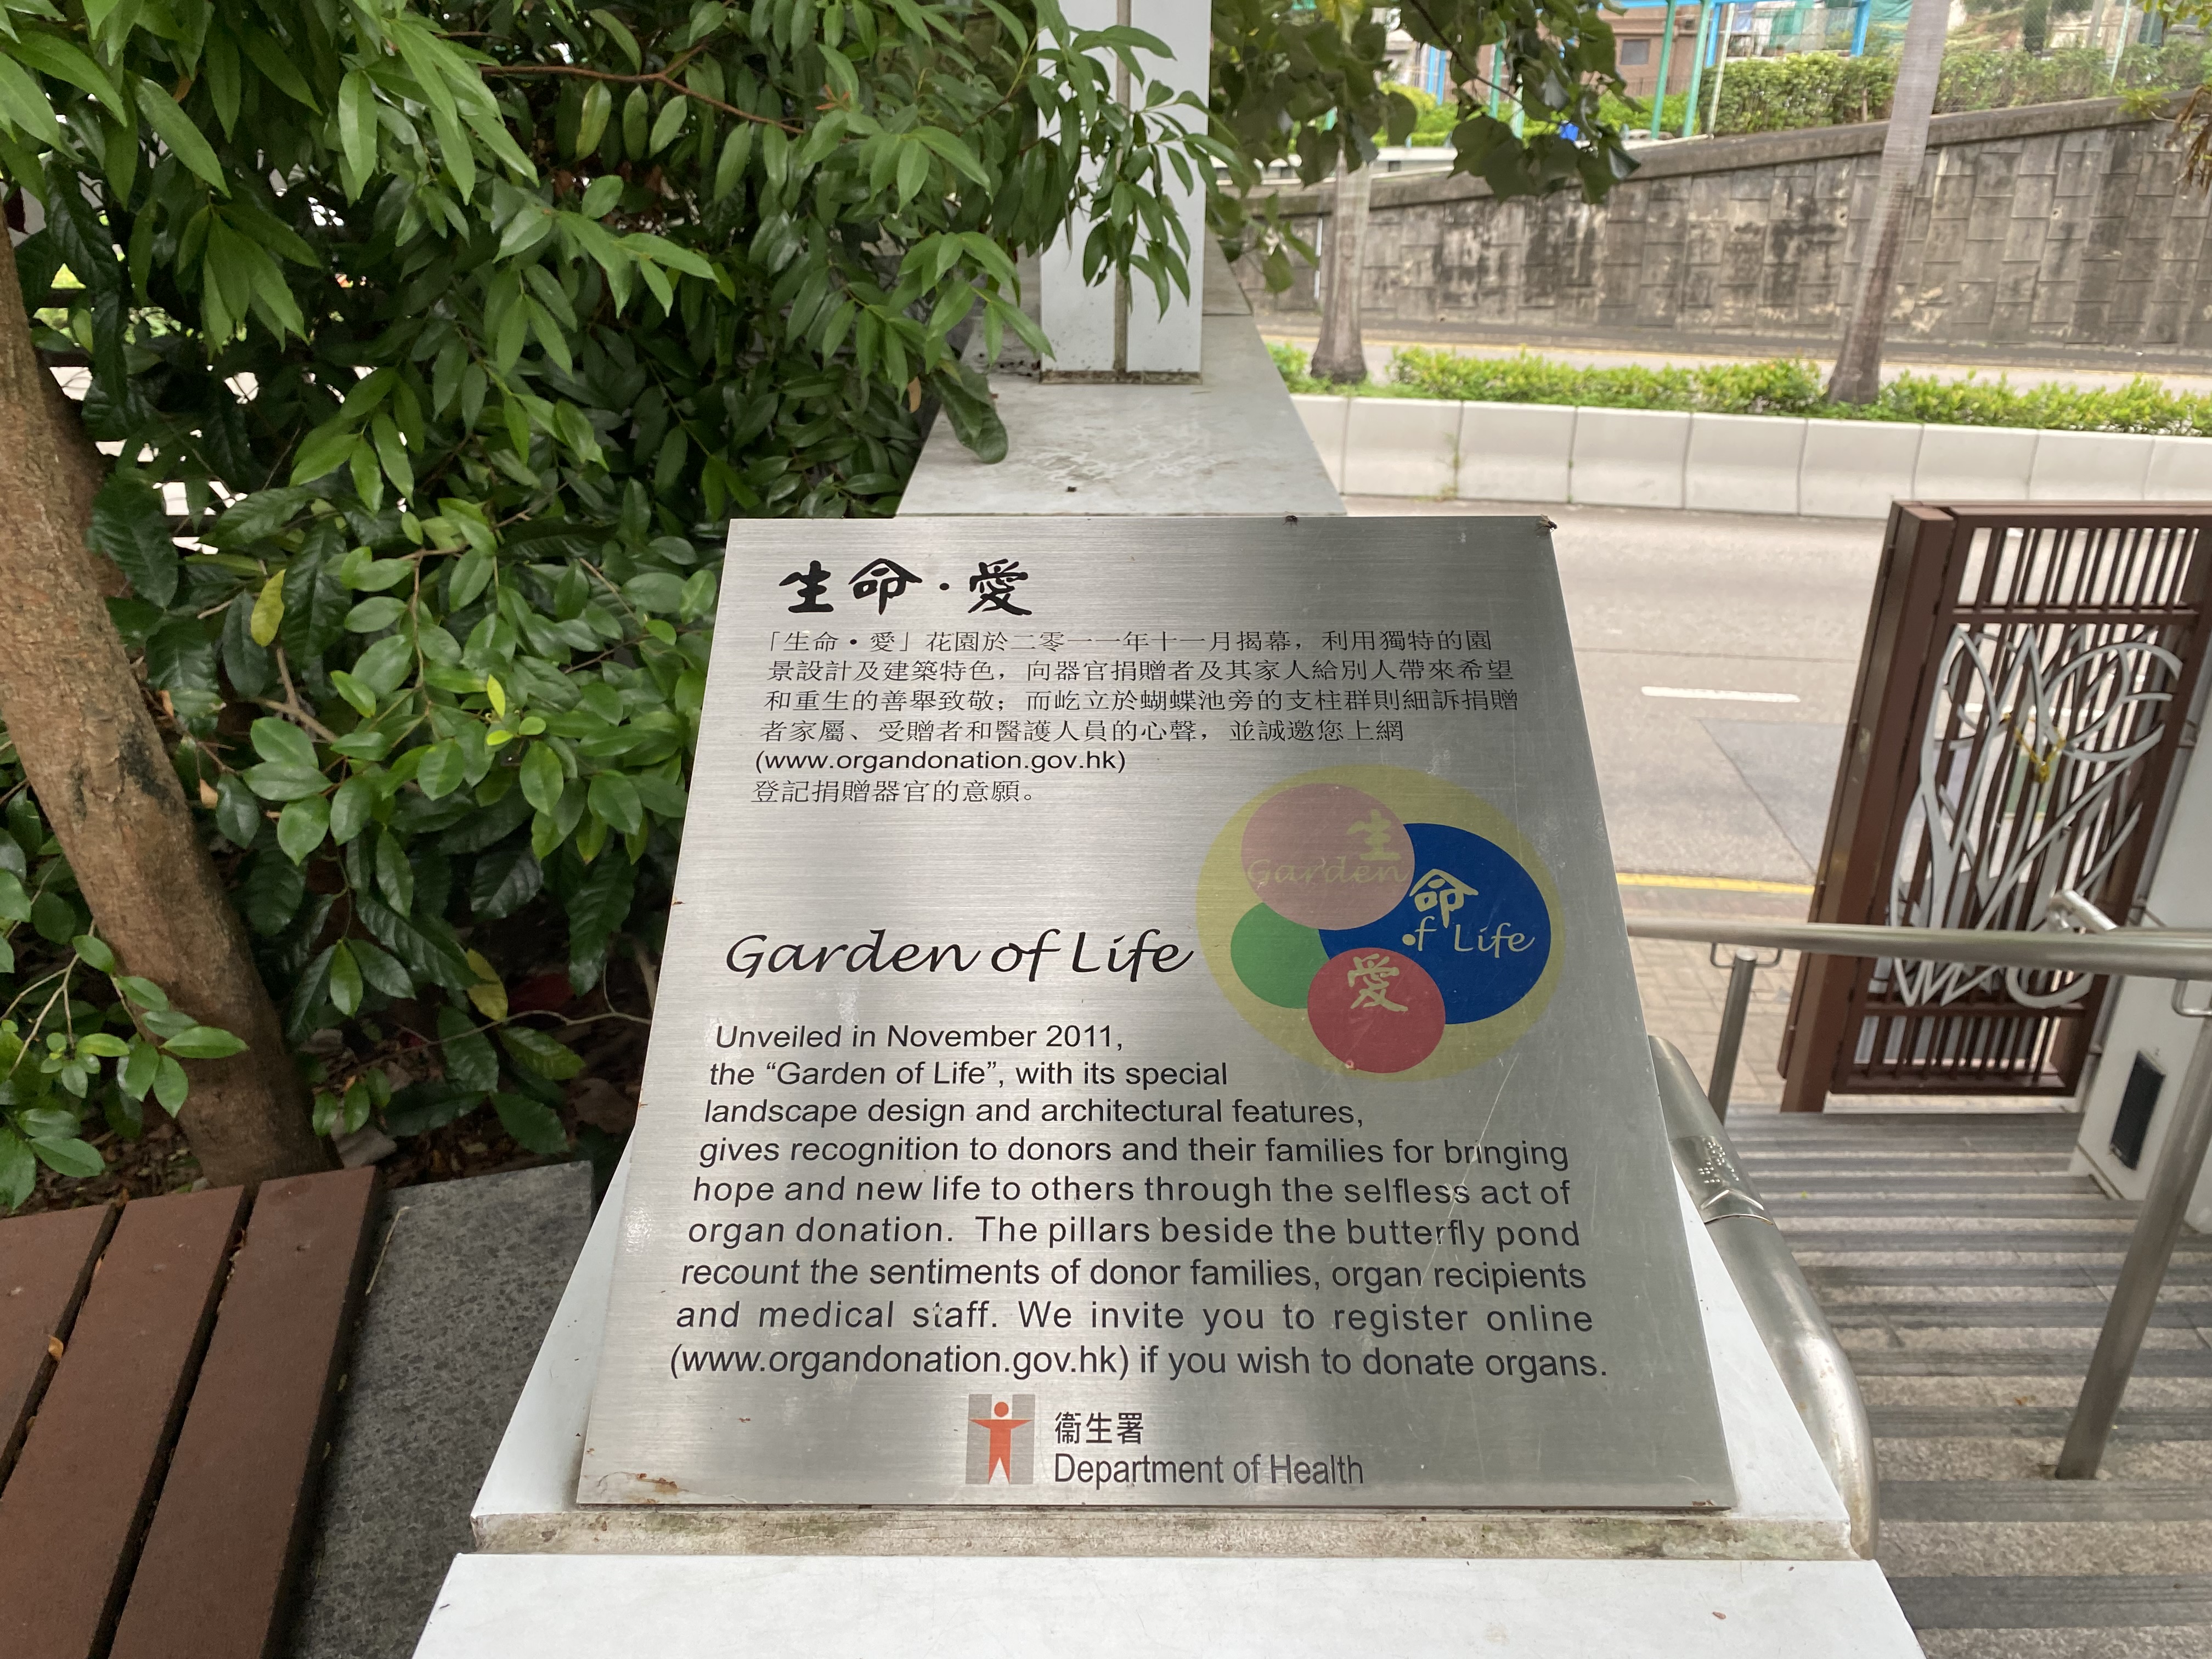 生命·愛
「生命•愛」花園於二零一一年十一月揭幕，利用獨特的園
景設計及建築特色，向器官捐贈者及其家人給別人帶來希望
和重生的善舉致敬；而屹立於蝴蝶池旁的支柱群則細訴捐贈
者家屬、受贈者和醫護人員的心聲，並誠邀您上網
(www.organdonation.gov.hk)
登記捐贈器官的意願。
生
Garden
命
of Life
愛
Garden of Life
Unveiled in November 2011,
the “Garden of Life”, with its special
landscape design and architectural features,
gives recognition to donors and their families for bringing
hope and new life to others through the selfless act of
organ donation. The pillars beside the butterfly pond
recount the sentiments of donor families, organ recipients
and medical staff. We invite you to register online
(www.organdonation.gov.hk) if you wish to donate organs.
衞生署
Department of Health